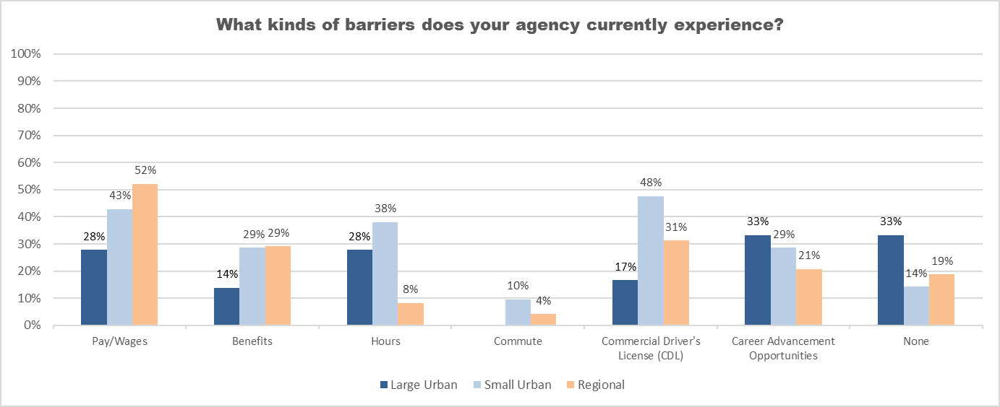 What kinds of barriers does your agency currently experience?
100%
90%
80%
70%
60%
50%
40%
30%
20%
10%
0%
28%
43%
52%
14%
29%
29%
28%
38%
8%
10%
4%
17%
48%
31%
33%
29%
21%
33%
14%
19%
Pay/Wages
Benefits
Hours
Commute
Commercial Driver's
License (CDL)
Career Advancement
Opportunities
None
Large Urban
Small Urban
Regional